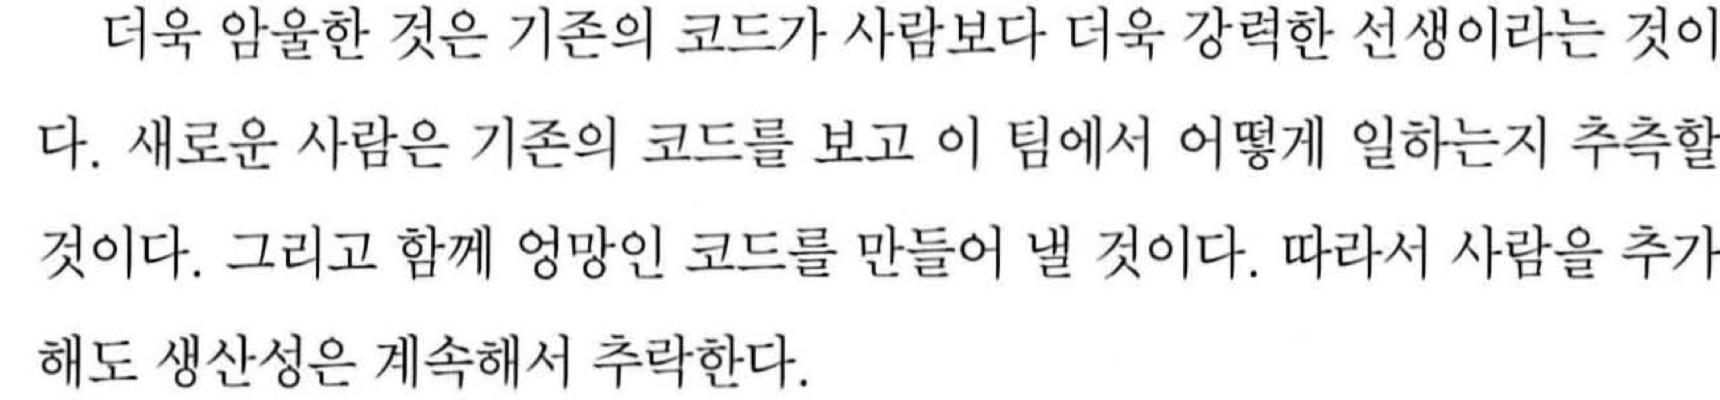 더욱 암울한 것은 기존의 코드가 사람보다 더욱 강력한 선생이라는 것이
다. 새로운 사람은 기존의 코드를 보고 이 팀에서 어떻게 일하는지 추측할
것이다. 그리고 함께 엉망인 코드를 만들어 낼 것이다. 따라서 사람을 추가
해도 생산성은 계속해서 추락한다.